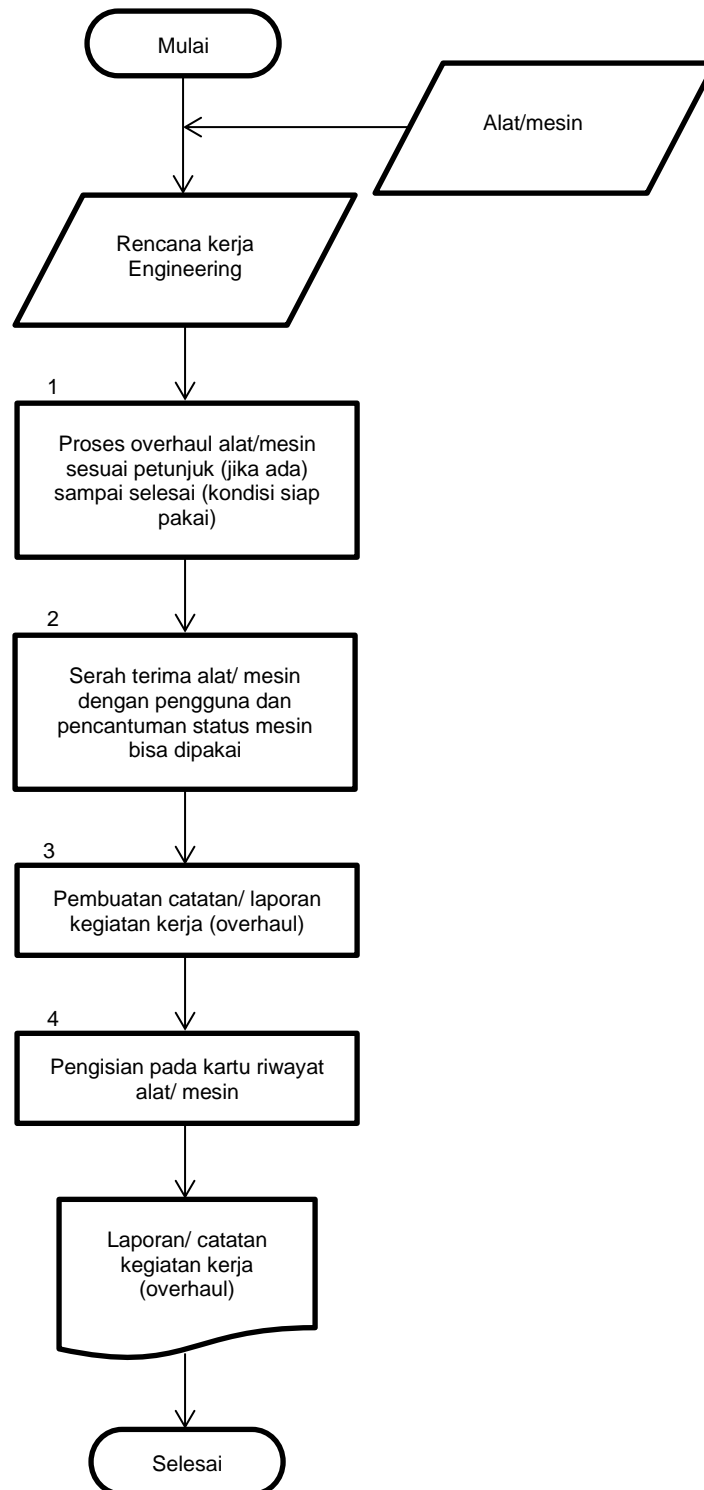 Mulai
Alat/mesin
Rencana kerja
Engineering
1
Proses overhaul alat/mesin
sesuai petunjuk (jika ada)
sampai selesai (kondisi siap
pakai)
2
Serah terima alat/ mesin
dengan pengguna dan
pencantuman status mesin
bisa dipakai
3
Pembuatan catatan/ laporan
kegiatan kerja (overhaul)
4
Pengisian pada kartu riwayat
alat/ mesin
Laporan/ catatan
kegiatan kerja
(overhaul)
Selesai